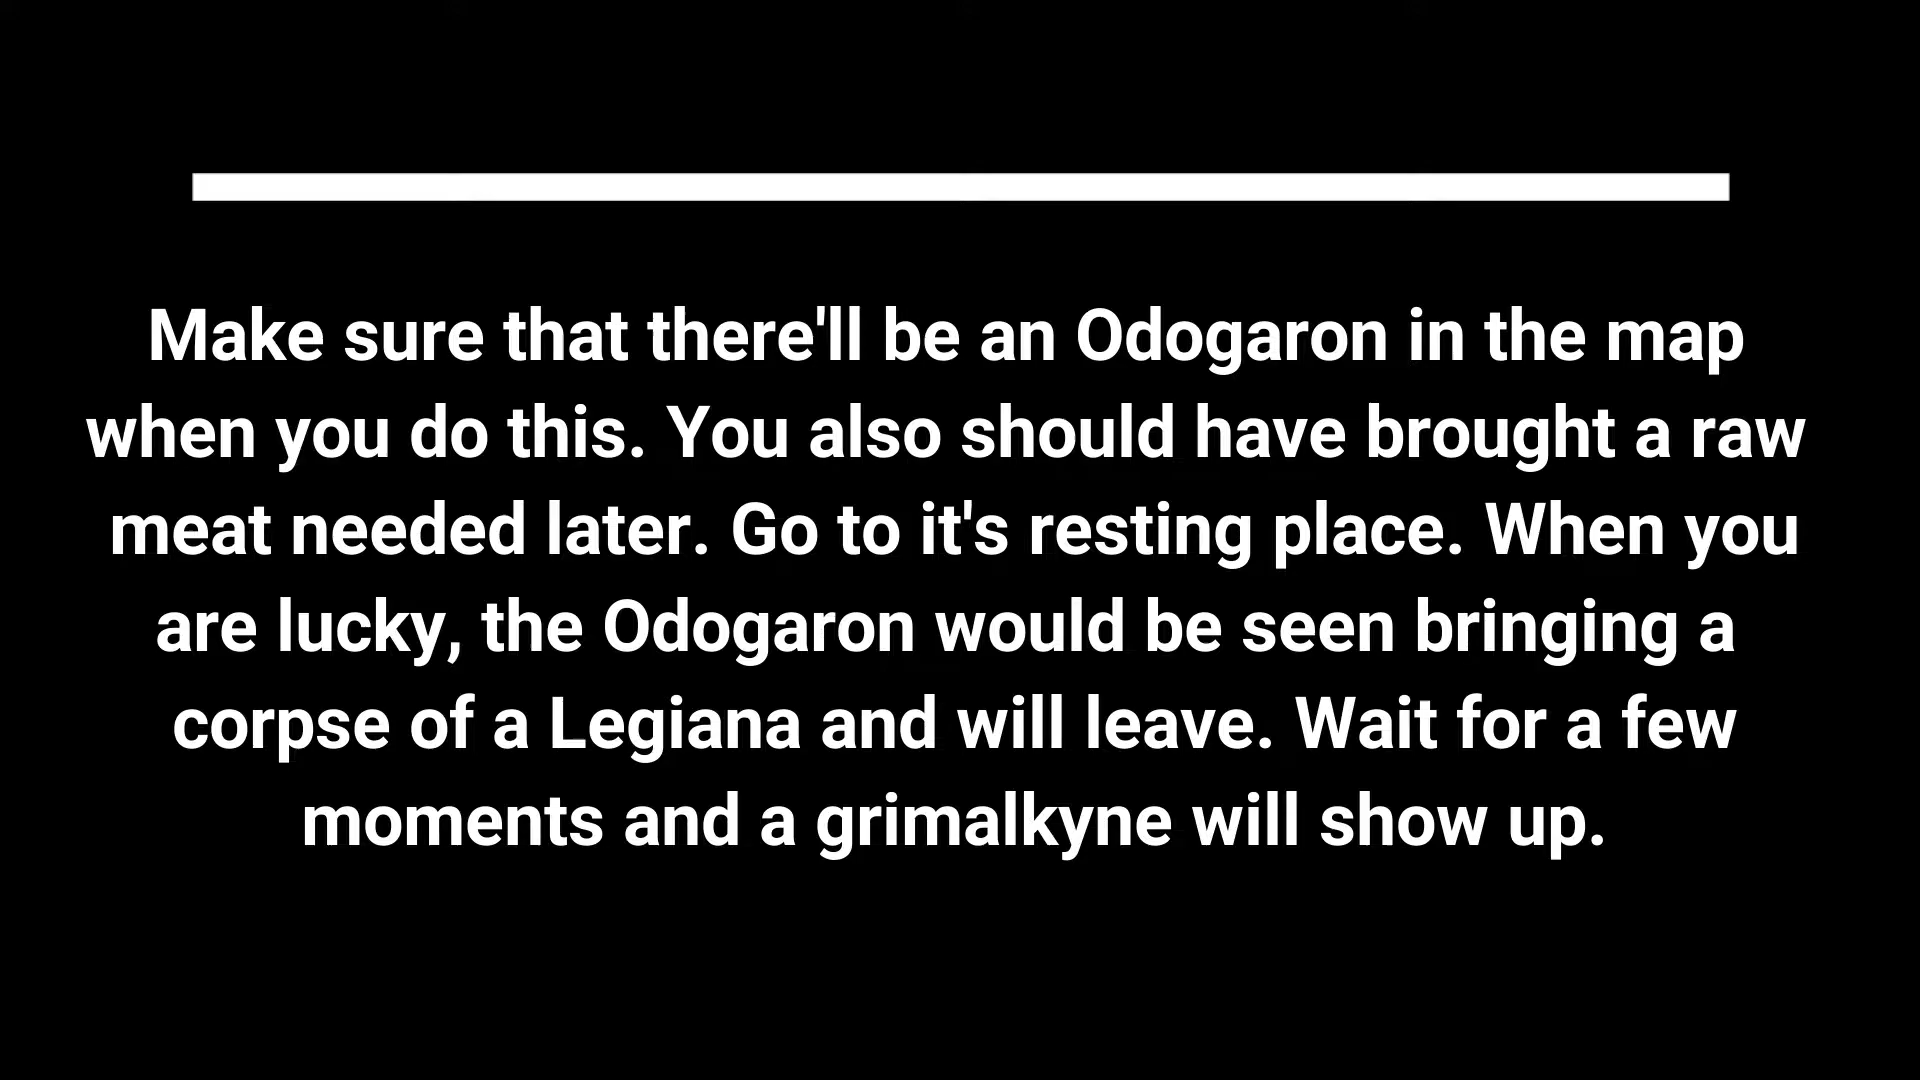 Make sure that there'll be an Odogaron in the map
when you do this. You also should have brought a raw
meat needed later. Go to it's resting place. When you
are lucky, the Odogaron would be seen bringing a
corpse of a Legiana and will leave. Wait for a few
moments and a grimalkyne will show up.